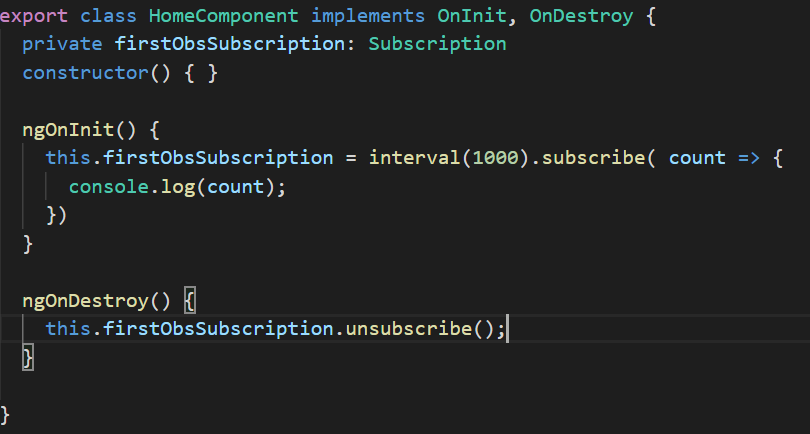 export class HomeComponent implements OnInit, OnDestroy {
  private firstObsSubscription: Subscription
  constructor() { }

  ngOnInit() {
    this.firstObsSubscription = interval(1000).subscribe( count => {
      console.log(count);
    })
  }

  ngOnDestroy() {
    this.firstObsSubscription.unsubscribe();
  }

}